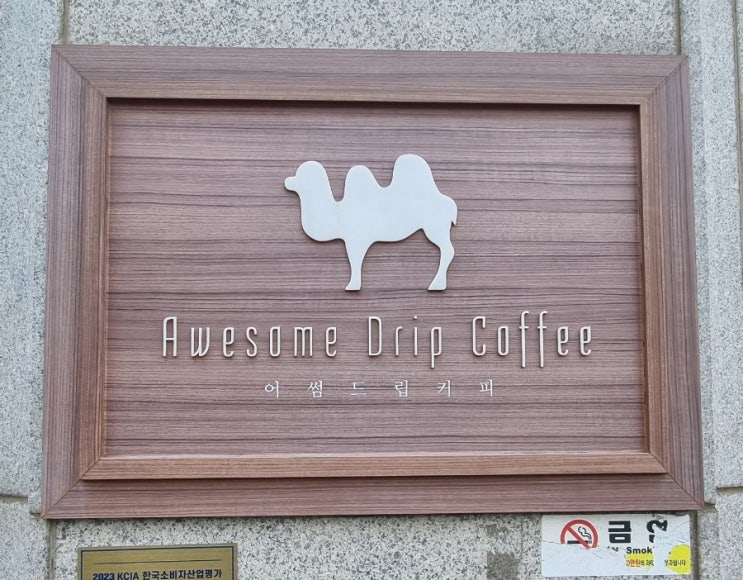 Awesome Drip Coffee
어썸드립커피
금연
Smok
2023 KCIA 한국소비자산업평가